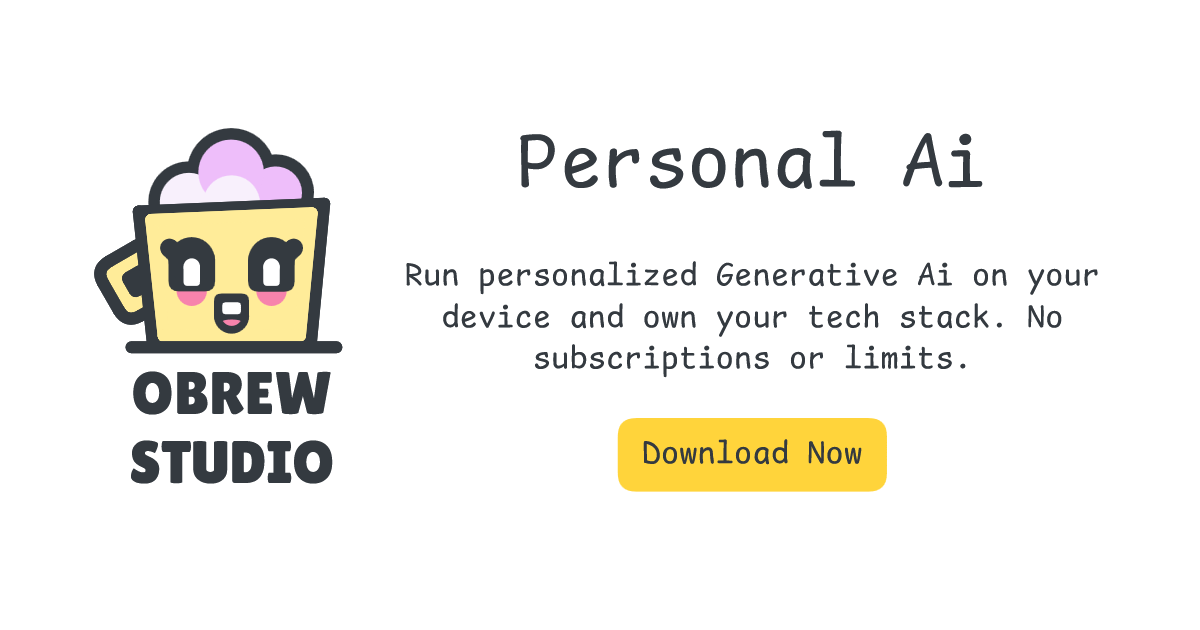 OBREW
STUDIO
Personal Ai
Run personalized Generative Ai on your
device and own your tech stack. No
subscriptions or limits.
Download Now